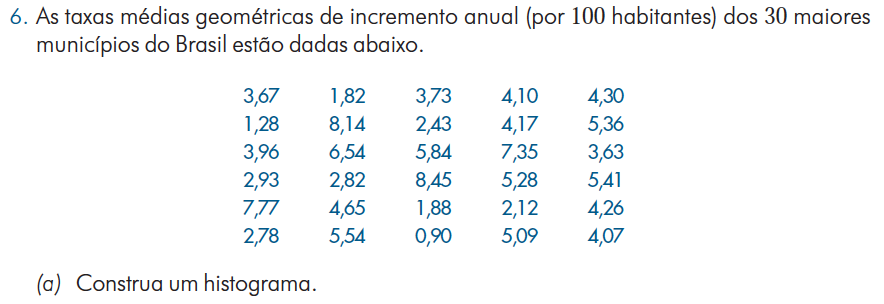 6. As taxas médias geométricas de incremento anual (por 100 habitantes) dos 30 maiores
municípios do Brasil estão dadas abaixo.
3,67 1,82 3,73 4,10 4,30
1,28 8,14 2,43 4,17 5,36
3,96 6,54 5,84 7,35 3,63
2,93 2,82 8,45 5,28 5,41
7,77 4,65 1,88 2,12 4,26
2,78 5,54 0,90 5,09 4,07
(a) Construa um histograma.